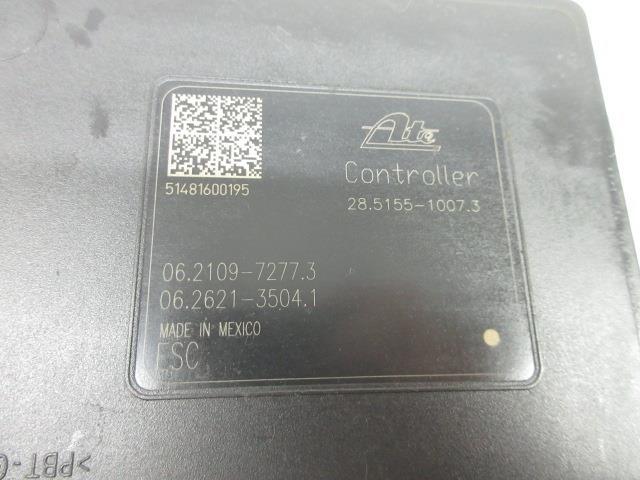 Ate
51481600195
Controller
28.5155-1007.3
06.2109-7277.3
06.2621-3504.1
MADE IN MEXICO
ESC
>PBT-